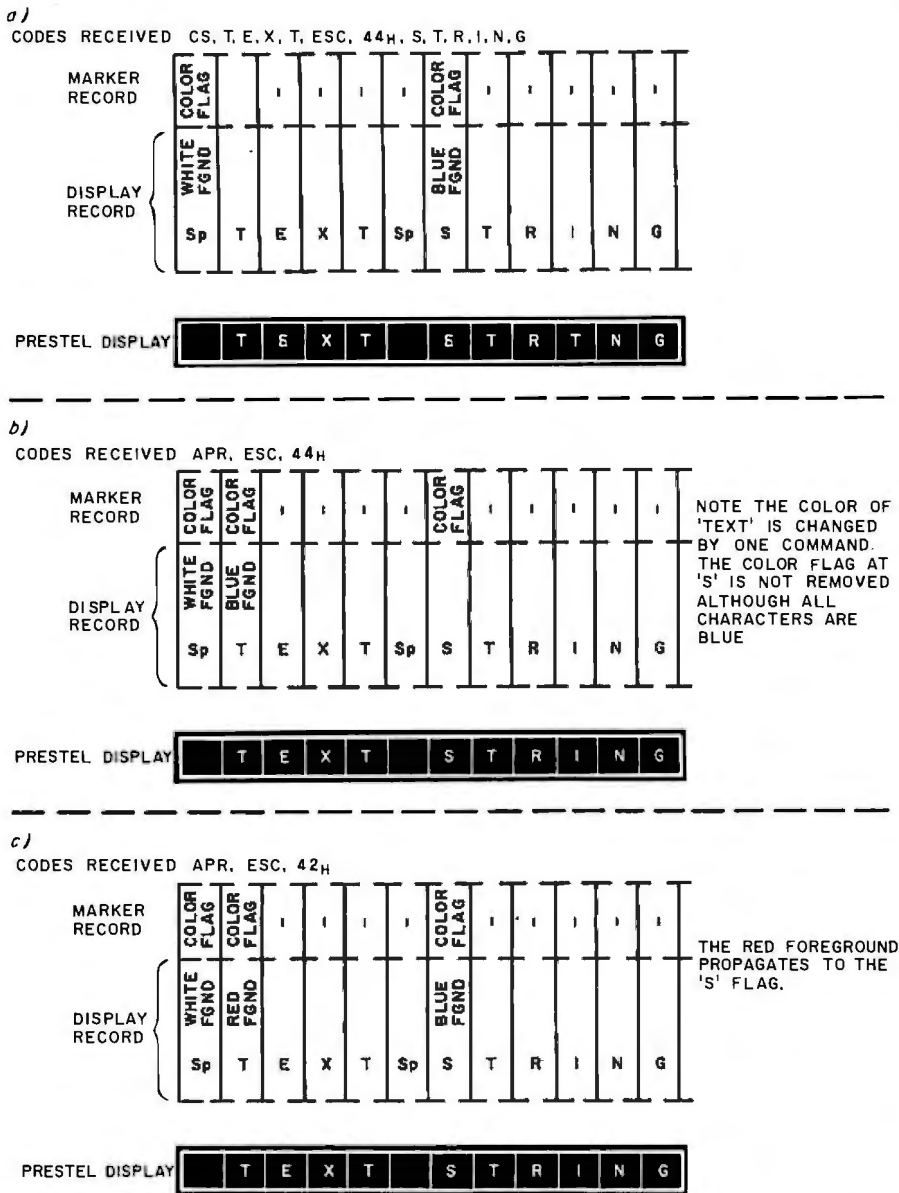 a)
CODES RECEIVED CS, T, E, X, T, ESC, 44H, S, T, R, I, N, G
MARKER RECORD
COLOR FLAG I I I I COLOR FLAG I I I I I
DISPLAY RECORD
WHITE FGND BLUE FGND
Sp T E X T Sp S T R I N G
PRESTEL DISPLAY T E X T E T R T N G
b)
CODES RECEIVED APR, ESC, 44H
MARKER RECORD
COLOR FLAG COLOR FLAG I I I I COLOR FLAG I I I I I
DISPLAY RECORD
WHITE FGND BLUE FGND
Sp T E X T Sp S T R I N G
NOTE THE COLOR OF
'TEXT' IS CHANGED
BY ONE COMMAND.
THE COLOR FLAG AT
'S' IS NOT REMOVED
ALTHOUGH ALL
CHARACTERS ARE
BLUE
PRESTEL DISPLAY T E X T S T R I N G
c)
CODES RECEIVED APR, ESC, 42H
MARKER RECORD
COLOR FLAG COLOR FLAG I I I I COLOR FLAG I I I I I
DISPLAY RECORD
WHITE FGND RED FGND BLUE FGND
Sp T E X T Sp S T R I N G
THE RED FOREGROUND
PROPAGATES TO THE
'S' FLAG.
PRESTEL DISPLAY T E X T S T R I N G